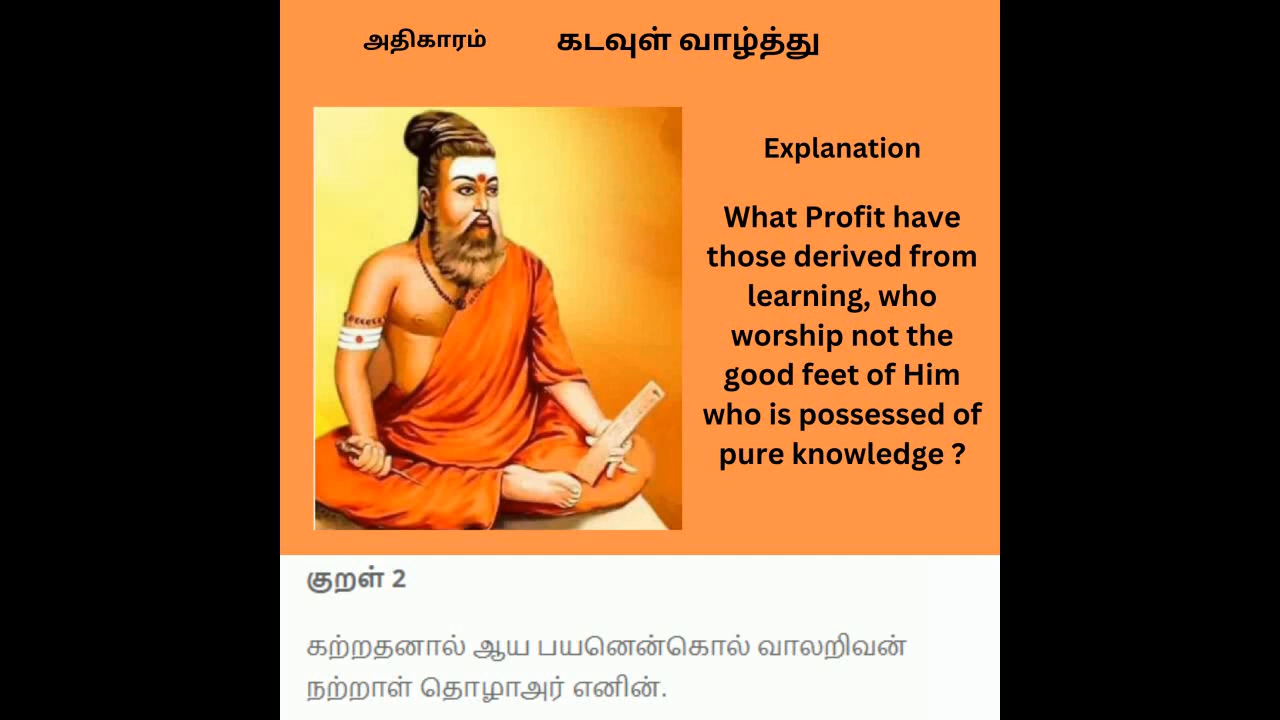 அதிகாரம் கடவுள் வாழ்த்து
Explanation
What Profit have
those derived from
learning, who
worship not the
good feet of Him
who is possessed of
pure knowledge ?
குறள் 2
கற்றதனால் ஆய பயனென்கொல் வாலறிவன்
நற்றாள் தொழாஅர் எனின்.